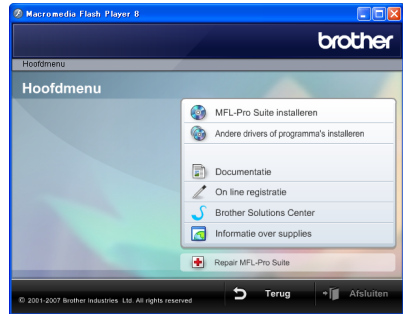 Macromedia Flash Player 8
brother
Hoofdmenu
Hoofdmenu
MFL-Pro Suite installeren
Andere drivers of programma's installeren
Documentatie
On line registratie
Brother Solutions Center
Informatie over supplies
Repair MFL-Pro Suite
© 2001-2007 Brother Industries Ltd. All rights reserved
Terug
Afsluiten